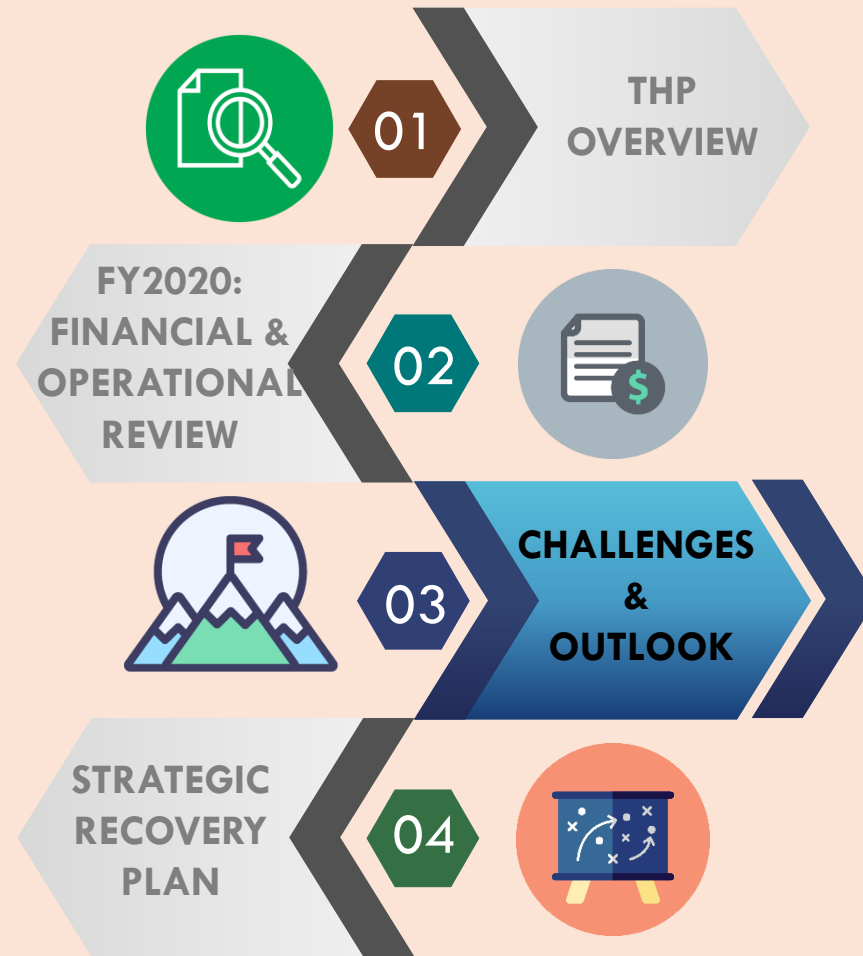 01
THP
OVERVIEW
FY2020:
FINANCIAL &
OPERATIONAL
REVIEW
02
$
03
CHALLENGES
&
OUTLOOK
STRATEGIC
RECOVERY
PLAN
04